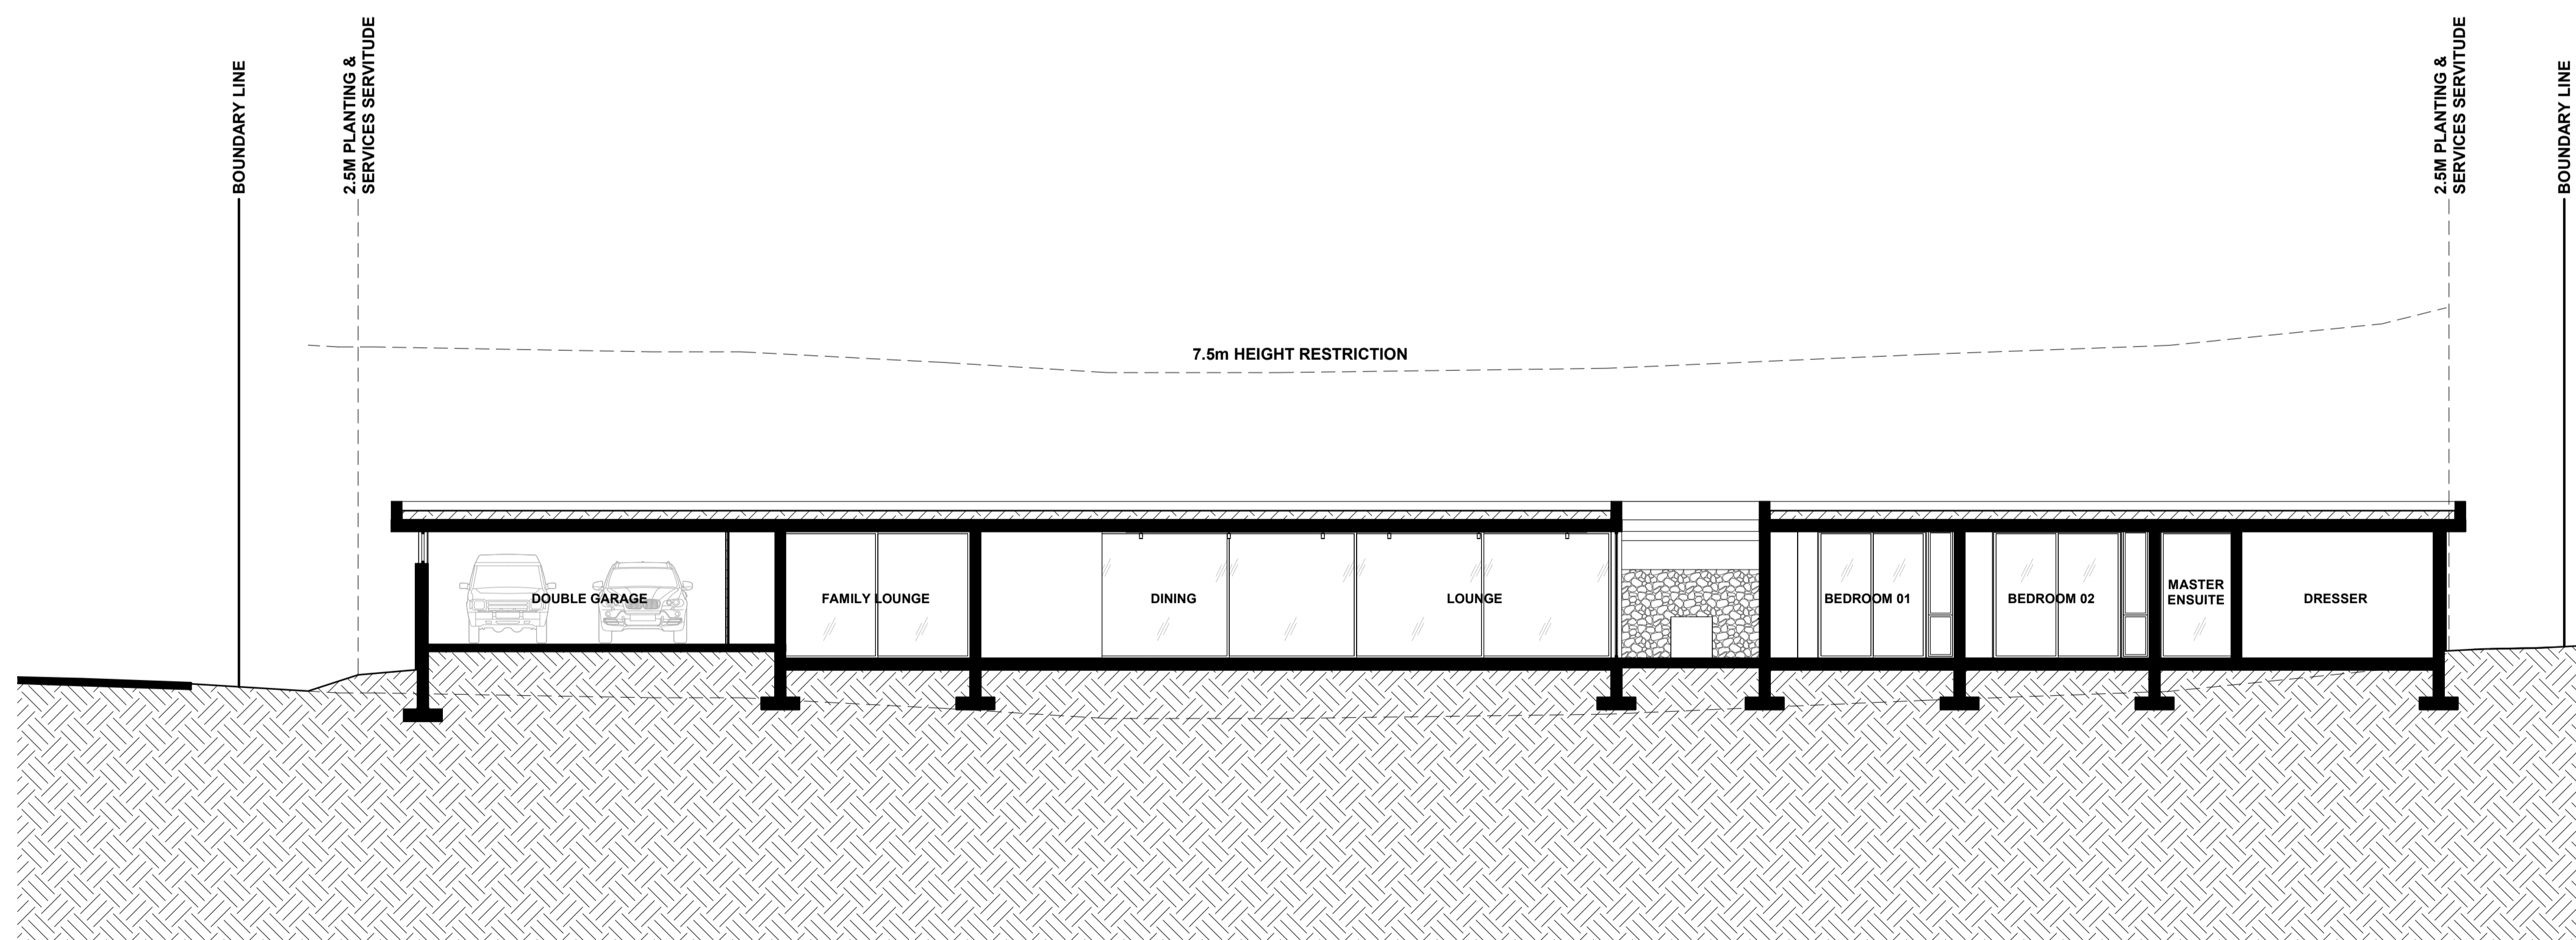 BOUNDARY LINE
2.5M PLANTING &
SERVICES SERVITUDE
2.5M PLANTING &
SERVICES SERVITUDE
BOUNDARY LINE
7.5m HEIGHT RESTRICTION
DOUBLE GARAGE
FAMILY LOUNGE
DINING
LOUNGE
BEDROOM 01
BEDROOM 02
MASTER
ENSUITE
DRESSER